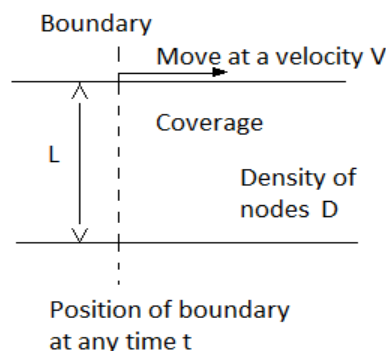 Boundary
Move at a velocity V
Coverage
L
Density of
nodes D
Position of boundary
at any time t